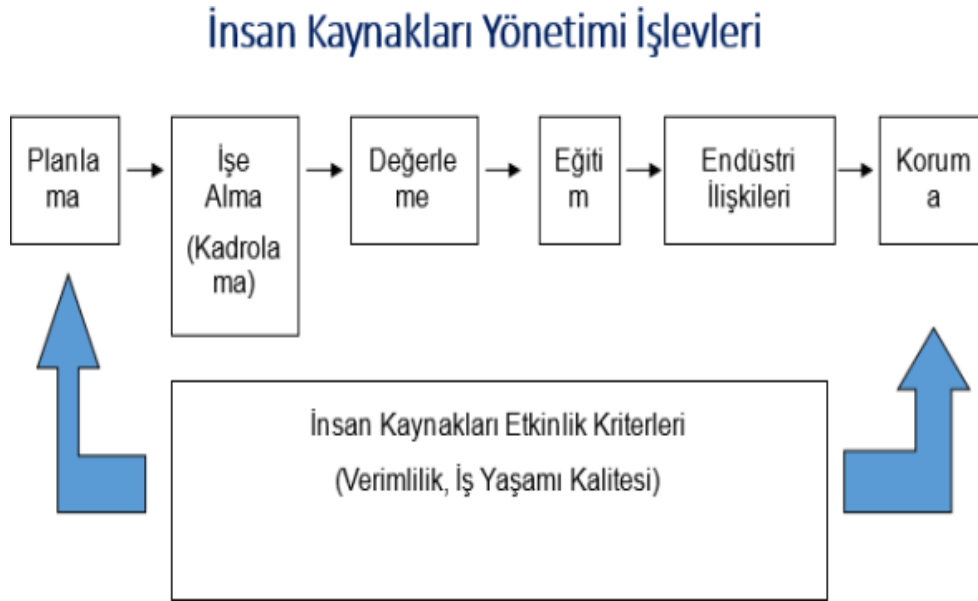 İnsan Kaynakları Yönetimi İşlevleri
Planla
ma
İşe
Alma
(Kadrola
ma)
Değerle
me
Eğiti
m
Endüstri
İlişkileri
Korum
a
İnsan Kaynakları Etkinlik Kriterleri
(Verimlilik, İş Yaşamı Kalitesi)